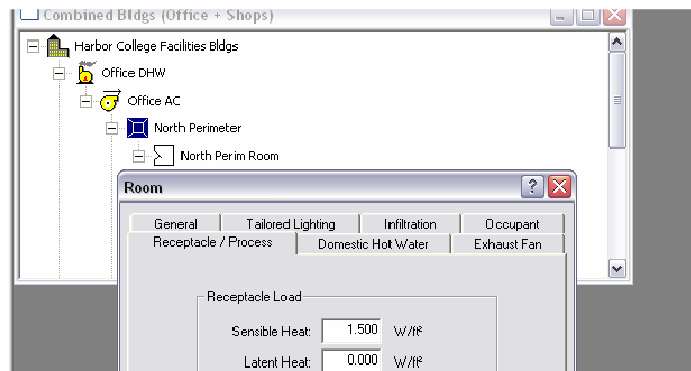 Combined Bldgs (Office + Shops)
Harbor College Facilities Bldgs
Office DHW
Office AC
North Perimeter
North Perim Room
Room
General Tailored Lighting Infiltration Occupant
Receptacle / Process Domestic Hot Water Exhaust Fan
Receptacle Load
Sensible Heat: 1.500 W/ft²
Latent Heat: 0.000 W/ft²